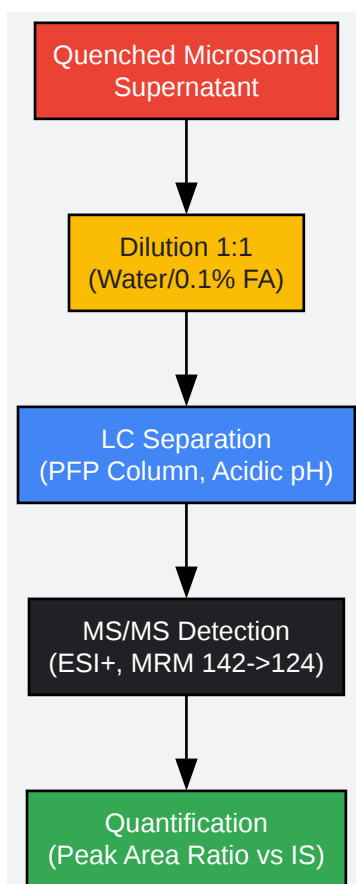 Quenched Microsomal
Supernatant
Dilution 1:1
(Water/0.1% FA)
LC Separation
(PFP Column, Acidic pH)
MS/MS Detection
(ESI+, MRM 142->124)
Quantification
(Peak Area Ratio vs IS)